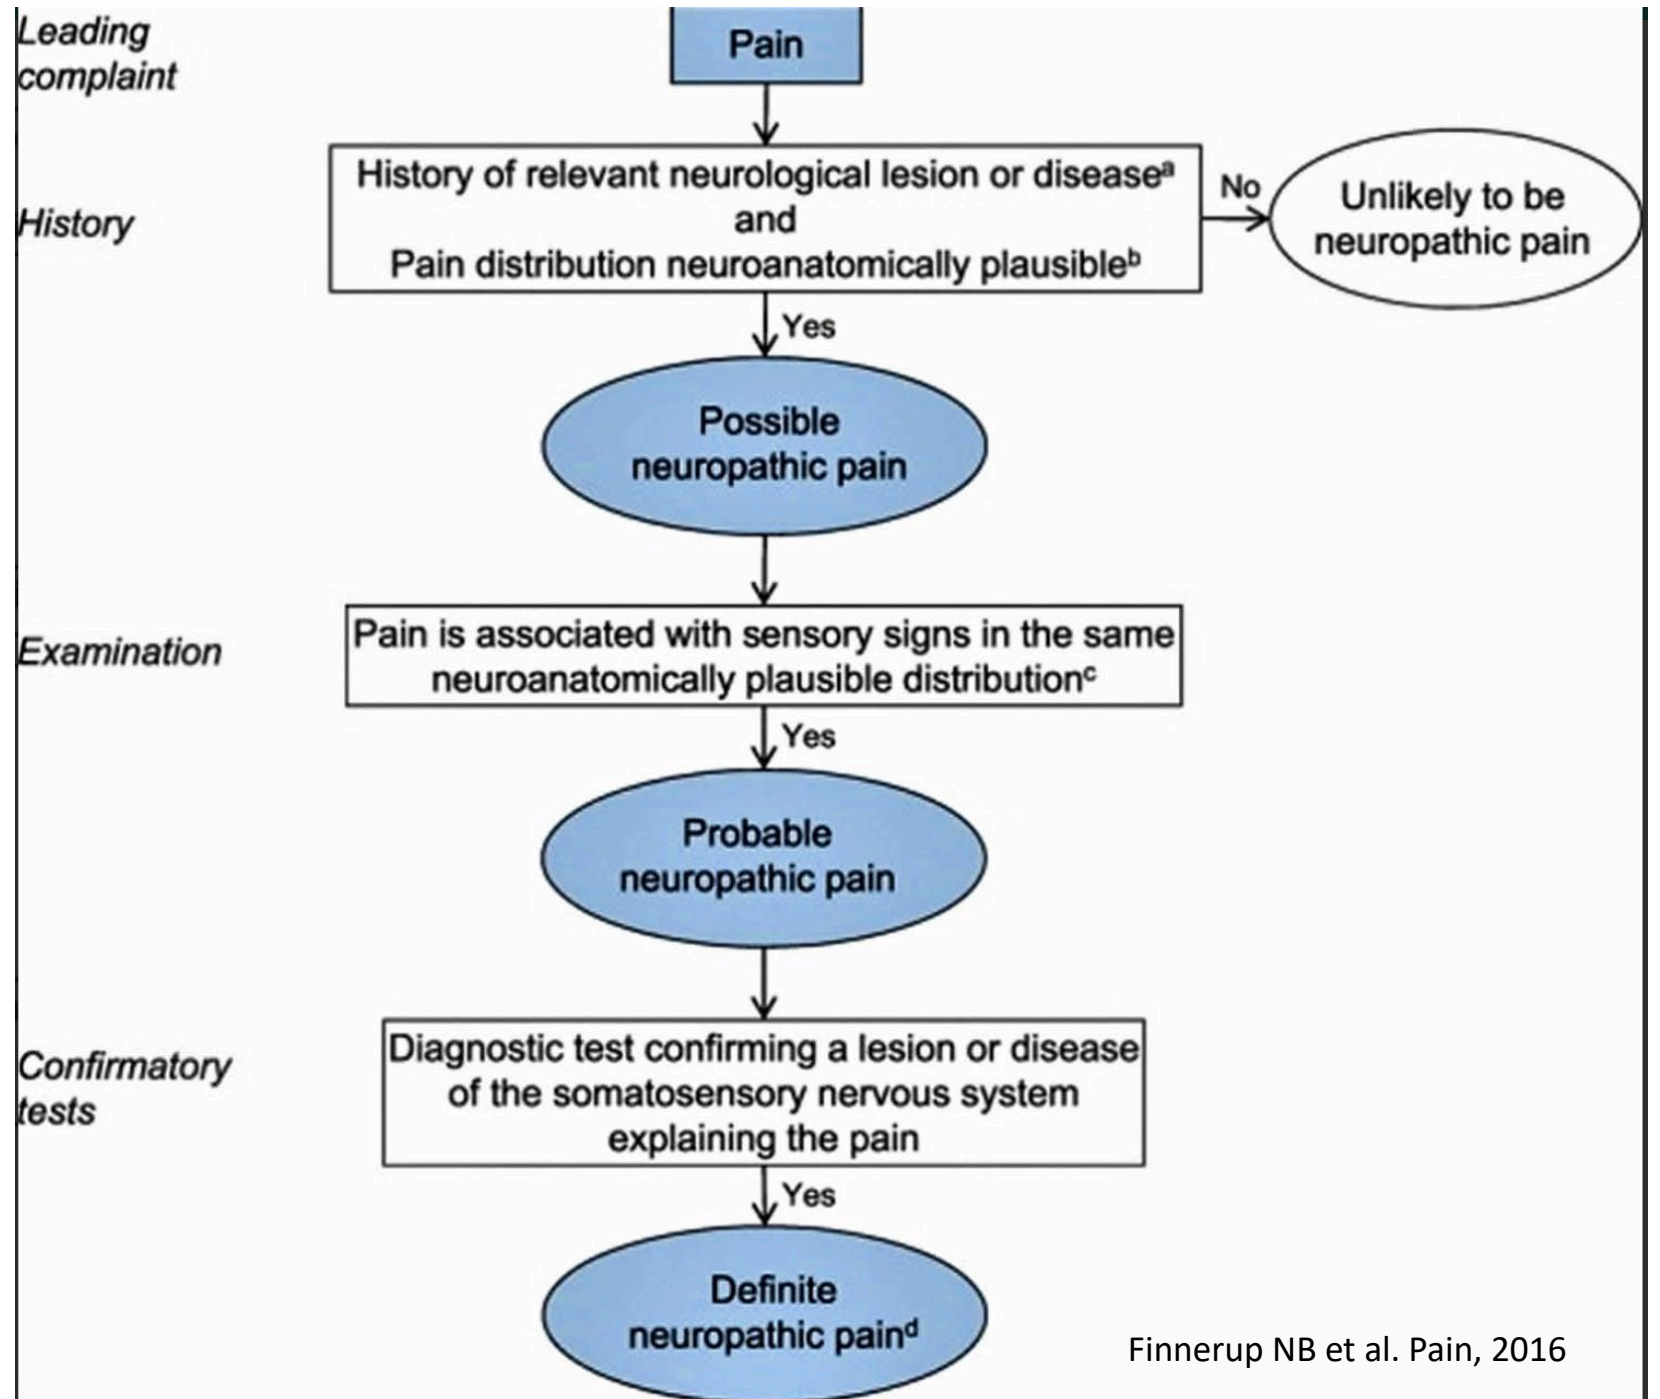 Leading
complaint
Pain
History
History of relevant neurological lesion or diseaseᵃ
and
Pain distribution neuroanatomically plausibleᵇ
No
Unlikely to be
neuropathic pain
Yes
Possible
neuropathic pain
Examination
Pain is associated with sensory signs in the same
neuroanatomically plausible distributionᶜ
Yes
Probable
neuropathic pain
Confirmatory
tests
Diagnostic test confirming a lesion or disease
of the somatosensory nervous system
explaining the pain
Yes
Definite
neuropathic painᵈ
Finnerup NB et al. Pain, 2016